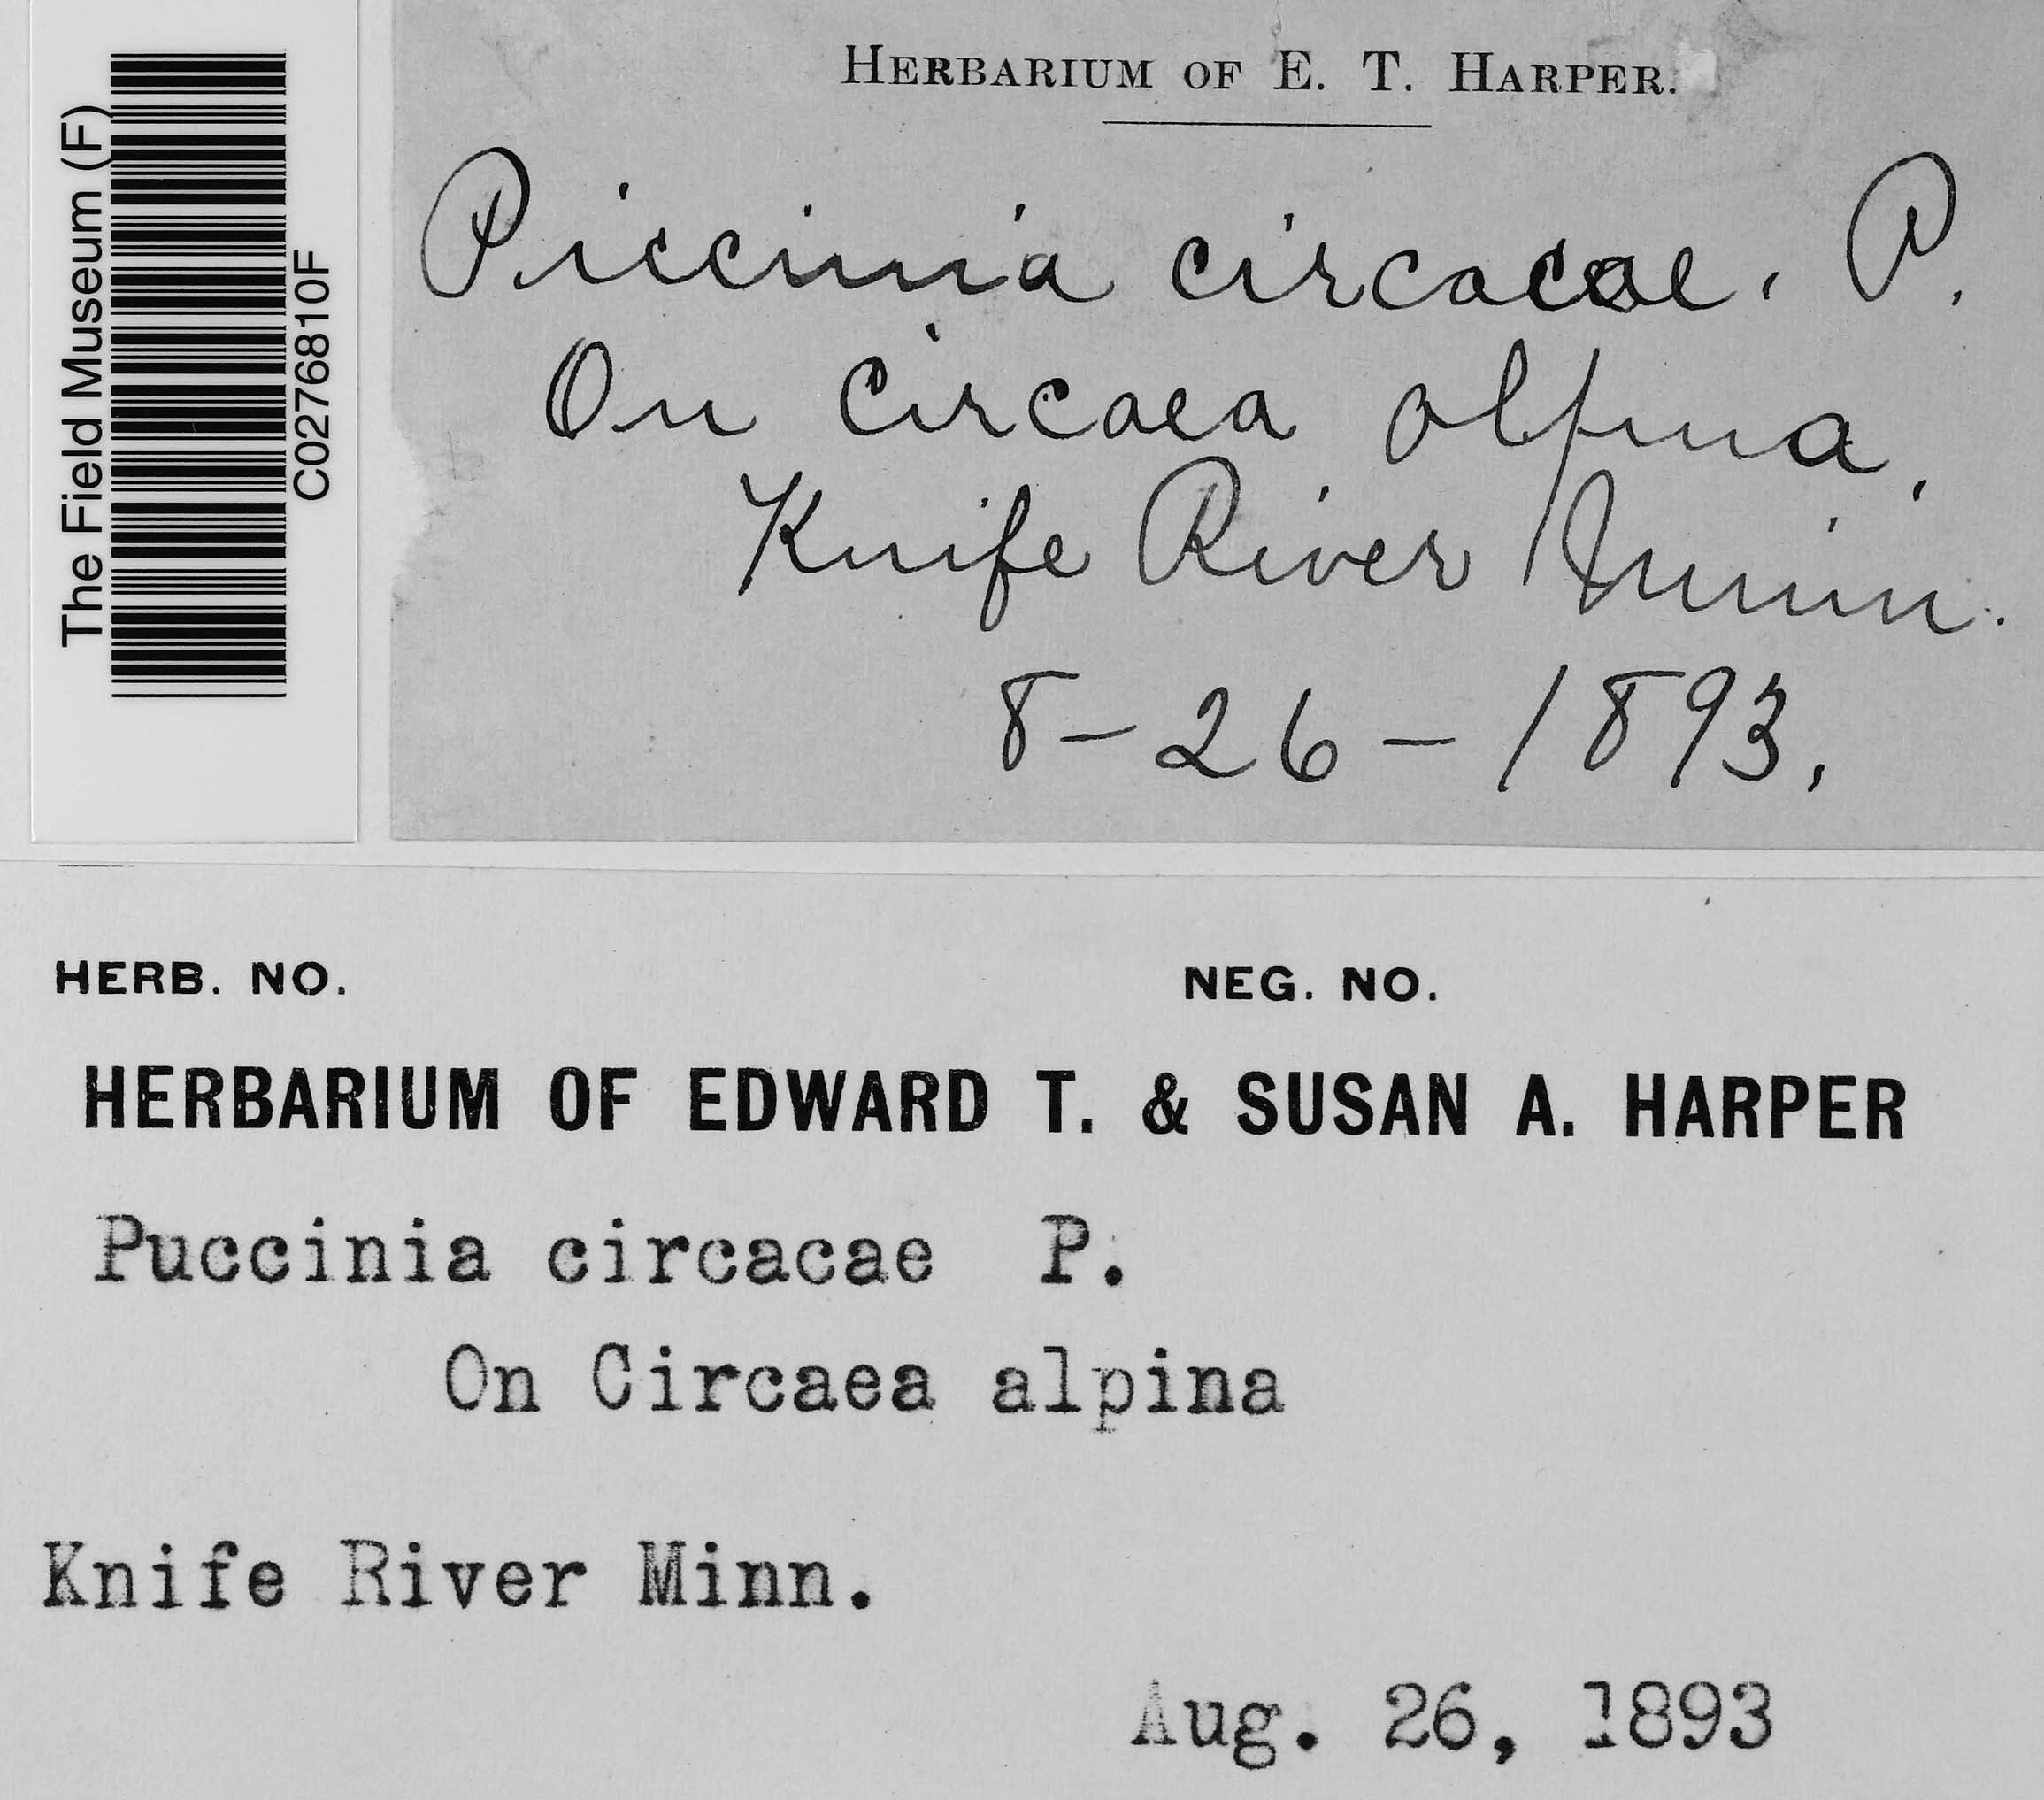 The Field Museum (F)
C0276810F
HERBARIUM OF E. T. HARPER.
Piccinia circacae. P.
On Circaea alpina,
Knife River Minn.
8-26-1893.
HERB. NO. NEG. NO.
HERBARIUM OF EDWARD T. & SUSAN A. HARPER
Puccinia circacae P.
On Circaea alpina
Knife River Minn.
Aug. 26, 1893